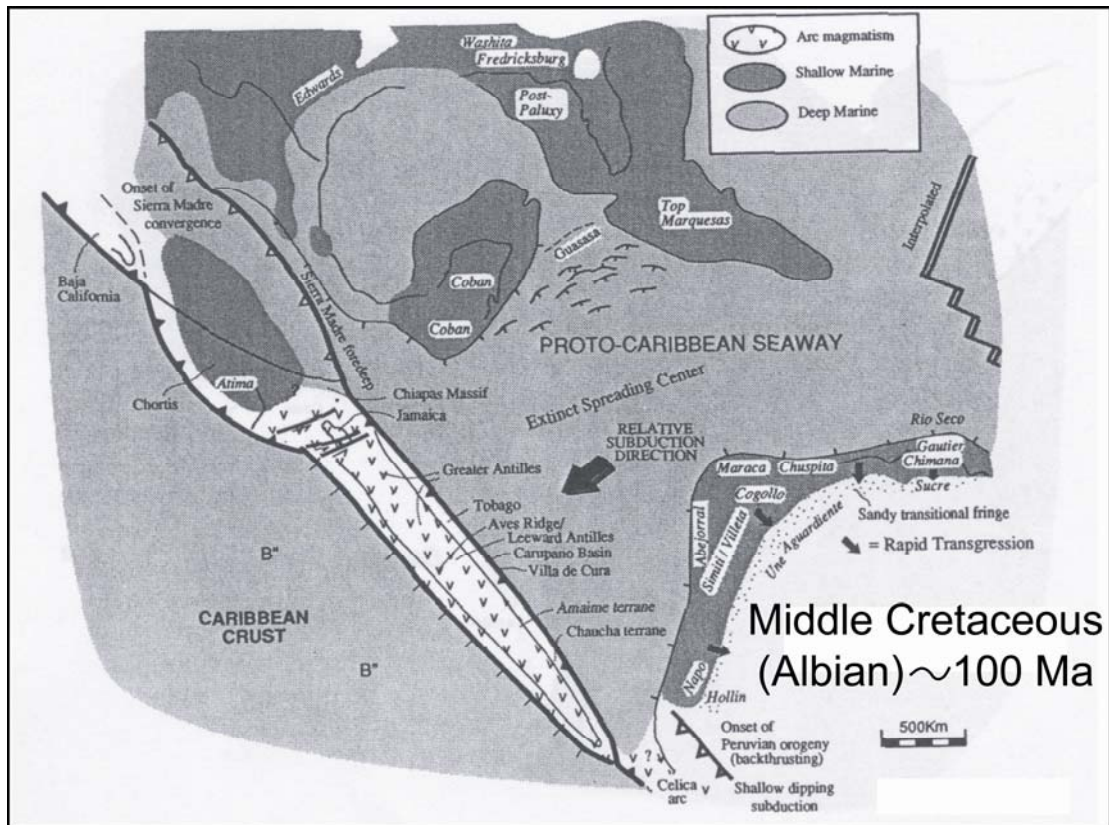 Arc magmatism
Shallow Marine
Deep Marine
Washita
Fredricksburg
Edwards
Post-
Paluxy
Onset of
Sierra Madre
convergence
Top
Marquesas
Interpolated
Guasasa
Baja
California
Coban
Coban
Sierra Madre foredeep
PROTO-CARIBBEAN SEAWAY
Atima
Chortis
Chiapas Massif
Jamaica
Extinct Spreading Center
RELATIVE
SUBDUCTION
DIRECTION
Rio Seco
Gautier
Chimana
Maraca
Chuspita
Sucre
Greater Antilles
Cogollo
Tobago
Aves Ridge/
Leeward Antilles
Carupano Basin
Villa de Cura
Abejorral
Simiti / Villeta
Une Aguardiente
Sandy transitional fringe
= Rapid Transgression
B"
CARIBBEAN
CRUST
Amaime terrane
Chaucha terrane
B"
Middle Cretaceous
(Albian)～100 Ma
Napo
Hollin
500Km
Onset of
Peruvian orogeny
(backthrusting)
?
Celica
arc
Shallow dipping
subduction